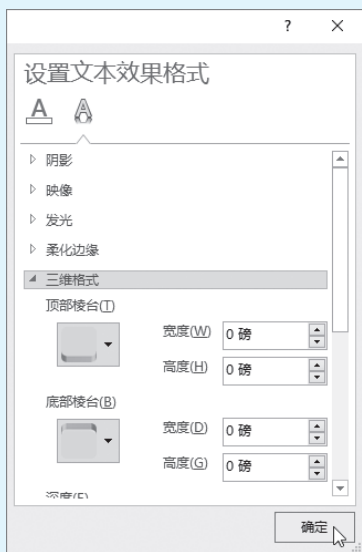 ?
设置文本效果格式
A A
阴影
映像
发光
柔化边缘
三维格式
顶部棱台(T)
宽度(W) 0 磅
高度(H) 0 磅
底部棱台(B)
宽度(D) 0 磅
高度(G) 0 磅
深度(E)
确定